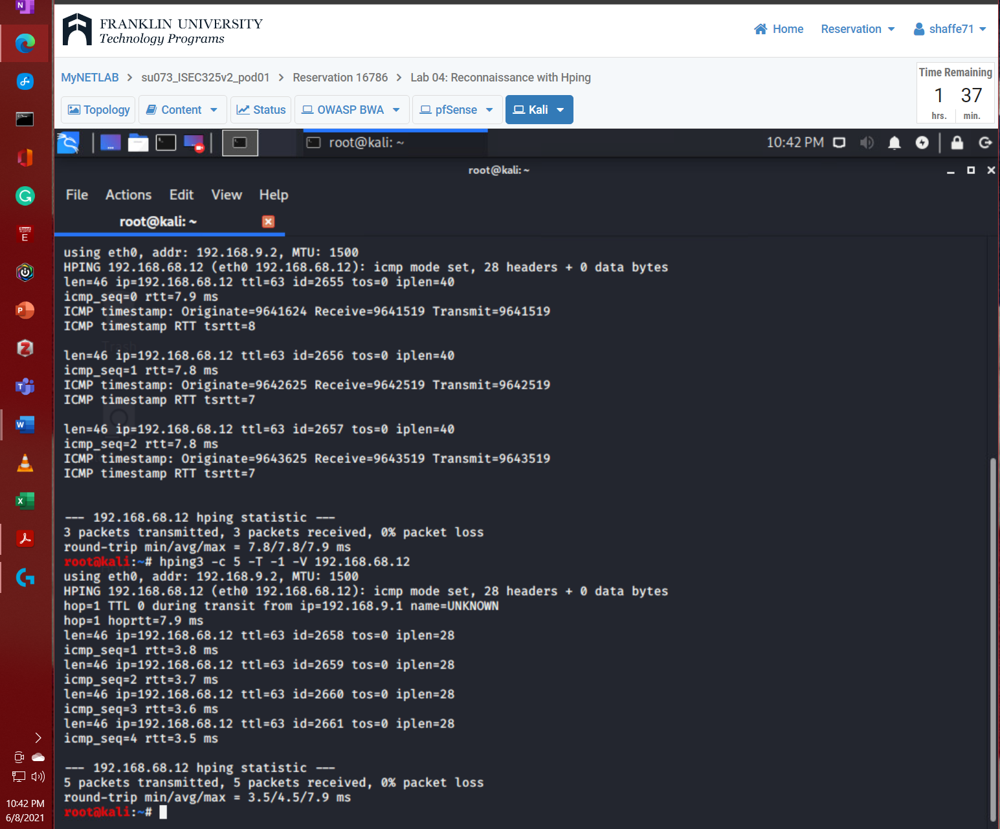 FRANKLIN UNIVERSITY
Technology Programs
Home Reservation shaffe71
MyNETLAB > su073_ISEC325v2_pod01 > Reservation 16786 > Lab 04: Reconnaissance with Hping
Time Remaining
1 37
hrs. min.
Topology Content Status OWASP BWA pfSense Kali
root@kali: ~
10:42 PM
root@kali: ~
File Actions Edit View Help
root@kali: ~
using eth0, addr: 192.168.9.2, MTU: 1500
HPING 192.168.68.12 (eth0 192.168.68.12): icmp mode set, 28 headers + 0 data bytes
len=46 ip=192.168.68.12 ttl=63 id=2655 tos=0 iplen=40
icmp_seq=0 rtt=7.9 ms
ICMP timestamp: Originate=9641624 Receive=9641519 Transmit=9641519
ICMP timestamp RTT tsrtt=8
Trash
len=46 ip=192.168.68.12 ttl=63 id=2656 tos=0 iplen=40
icmp_seq=1 rtt=7.8 ms
ICMP timestamp: Originate=9642625 Receive=9642519 Transmit=9642519
ICMP timestamp RTT tsrtt=7
len=46 ip=192.168.68.12 ttl=63 id=2657 tos=0 iplen=40
icmp_seq=2 rtt=7.8 ms
ICMP timestamp: Originate=9643625 Receive=9643519 Transmit=9643519
ICMP timestamp RTT tsrtt=7
--- 192.168.68.12 hping statistic ---
3 packets transmitted, 3 packets received, 0% packet loss
round-trip min/avg/max = 7.8/7.8/7.9 ms
root@kali:~# hping3 -c 5 -T -1 -V 192.168.68.12
using eth0, addr: 192.168.9.2, MTU: 1500
HPING 192.168.68.12 (eth0 192.168.68.12): icmp mode set, 28 headers + 0 data bytes
hop=1 TTL 0 during transit from ip=192.168.9.1 name=UNKNOWN
hop=1 hoprtt=7.9 ms
len=46 ip=192.168.68.12 ttl=63 id=2658 tos=0 iplen=28
icmp_seq=1 rtt=3.8 ms
len=46 ip=192.168.68.12 ttl=63 id=2659 tos=0 iplen=28
icmp_seq=2 rtt=3.7 ms
len=46 ip=192.168.68.12 ttl=63 id=2660 tos=0 iplen=28
icmp_seq=3 rtt=3.6 ms
len=46 ip=192.168.68.12 ttl=63 id=2661 tos=0 iplen=28
icmp_seq=4 rtt=3.5 ms
--- 192.168.68.12 hping statistic ---
5 packets transmitted, 5 packets received, 0% packet loss
round-trip min/avg/max = 3.5/4.5/7.9 ms
root@kali:~#
10:42 PM
6/8/2021